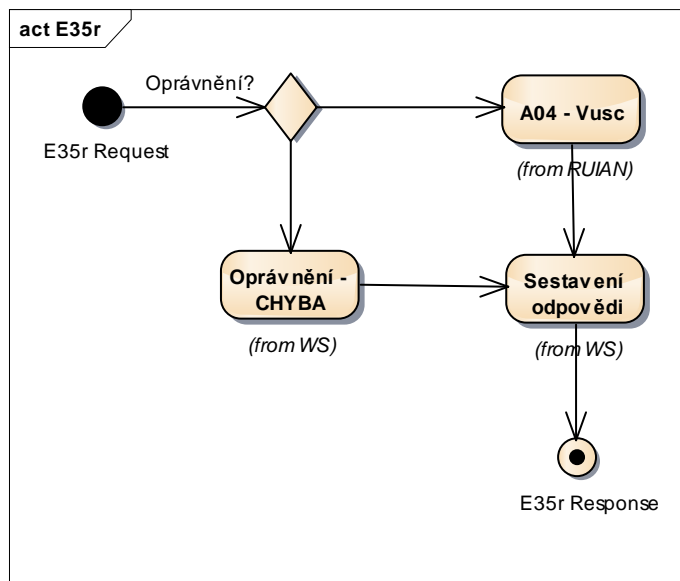 act E35r
Oprávnění?
E35r Request
A04 - Vusc
(from RUIAN)
Oprávnění -
CHYBA
(from WS)
Sestavení
odpovědi
(from WS)
E35r Response